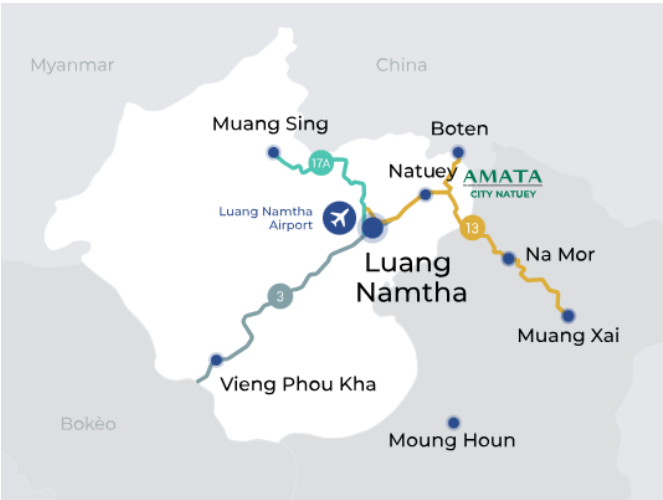 Myanmar
China
Muang Sing
Boten
17A
Natuey
AMATA
CITY NATUEY
Luang Namtha
Airport
13
Luang
Namtha
Na Mor
3
Muang Xai
Vieng Phou Kha
Bokèo
Moung Houn